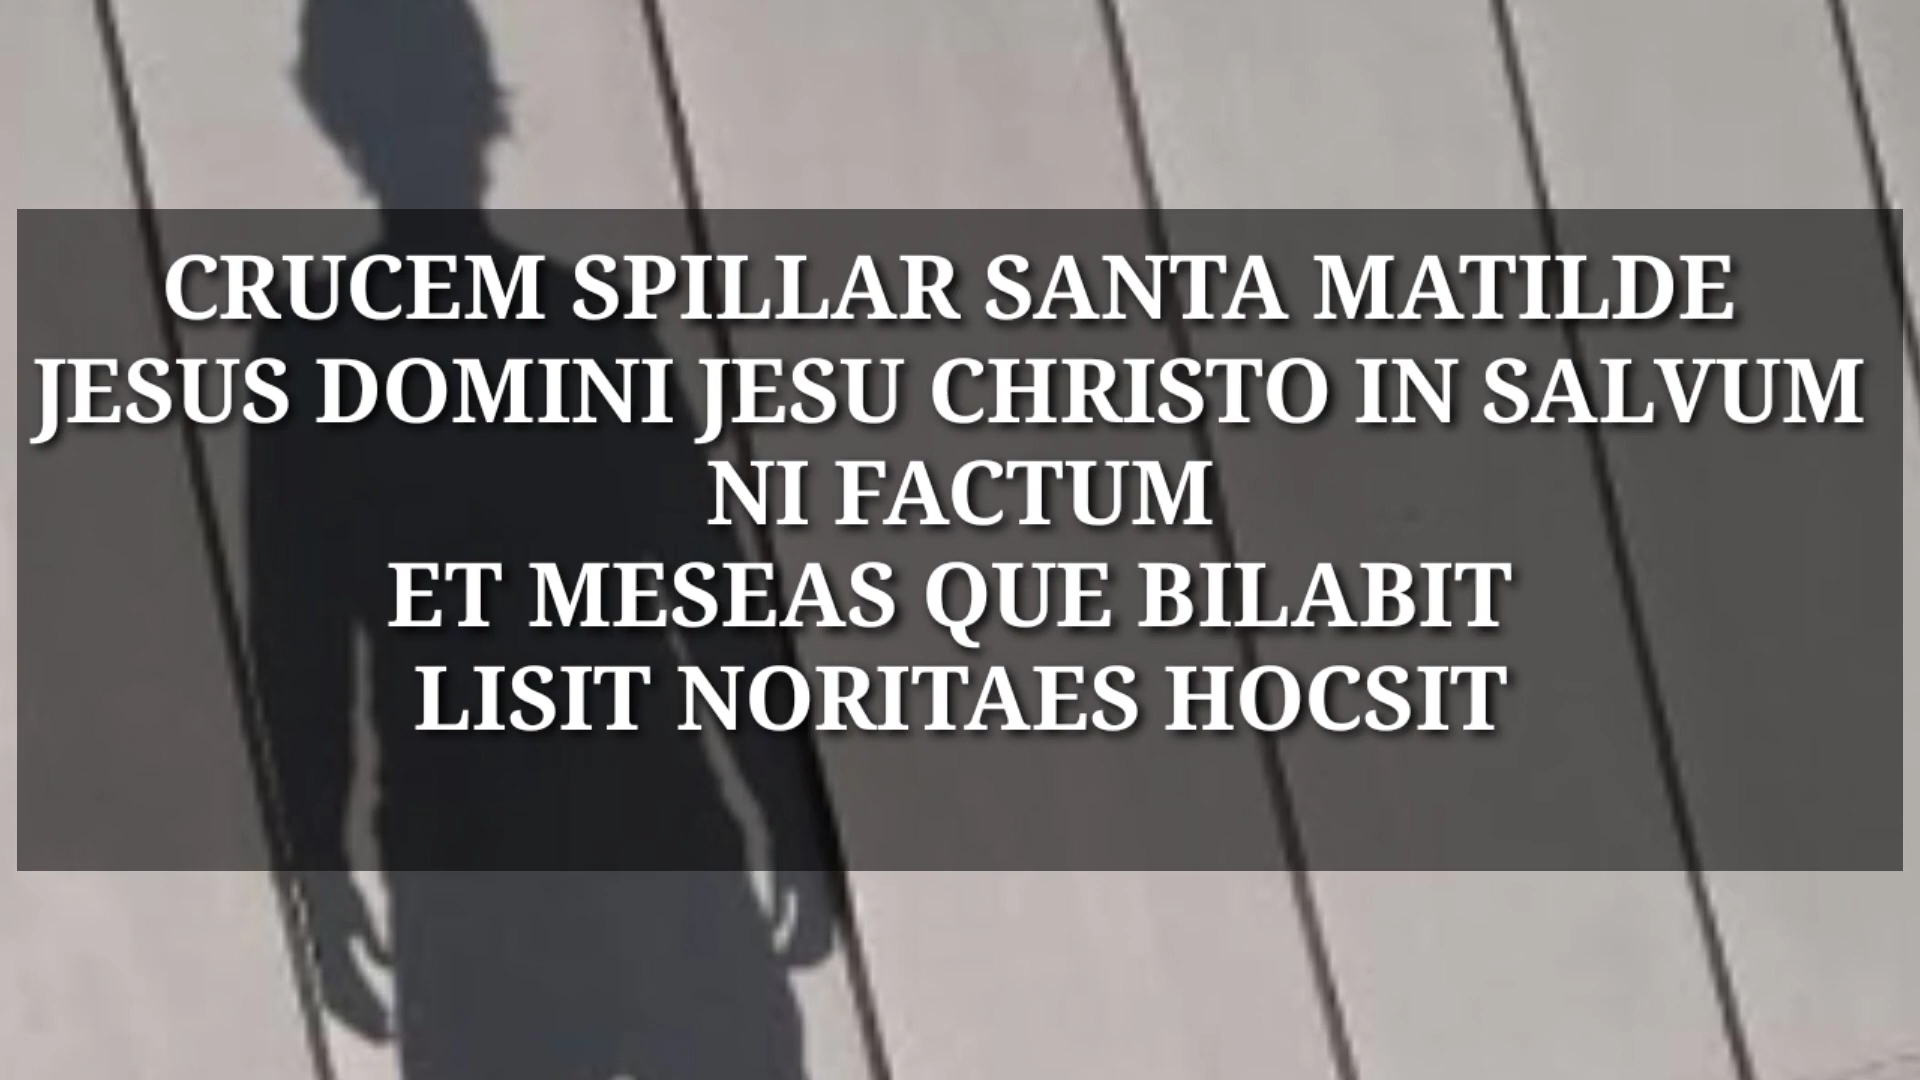 CRUCEM SPILLAR SANTA MATILDE
JESUS DOMINI JESU CHRISTO IN SALVUM
NI FACTUM
ET MESEAS QUE BILABIT
LISIT NORITAES HOCSIT